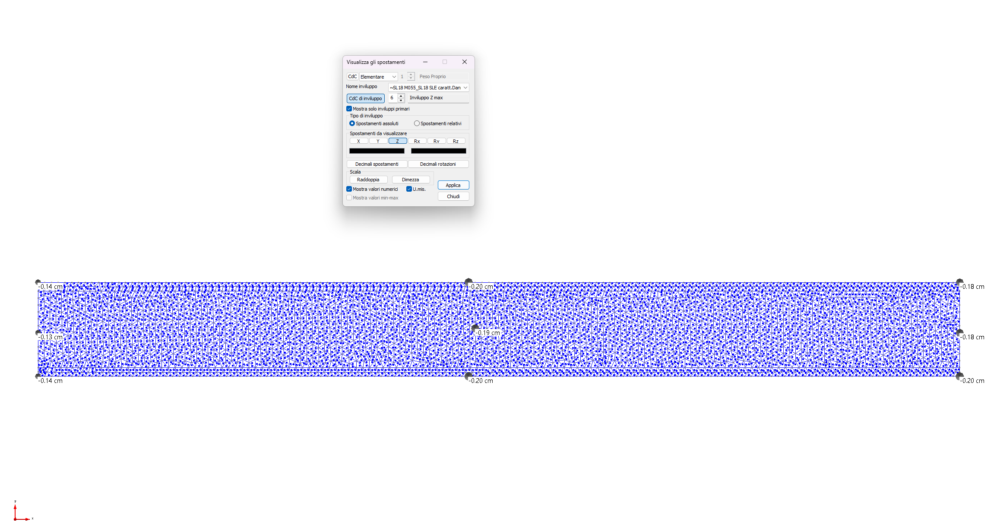 Visualizza gli spostamenti
CdC Elementare 1 Peso Proprio
Nome inviluppo ~SL18 M055_SL18 SLE caratt.Dan
CdC di inviluppo 6 Inviluppo Z max
Mostra solo inviluppi primari
Tipo di inviluppo
Spostamenti assoluti Spostamenti relativi
Spostamenti da visualizzare
X Y Z Rx Ry Rz
Decimali spostamenti Decimali rotazioni
Scala
Raddoppia Dimezza
Applica
Mostra valori numerici U.mis.
Chiudi
Mostra valori min-max
-0.14 cm -0.20 cm -0.18 cm
-0.19 cm
-0.13 cm -0.18 cm
-0.14 cm -0.20 cm -0.20 cm
y
x